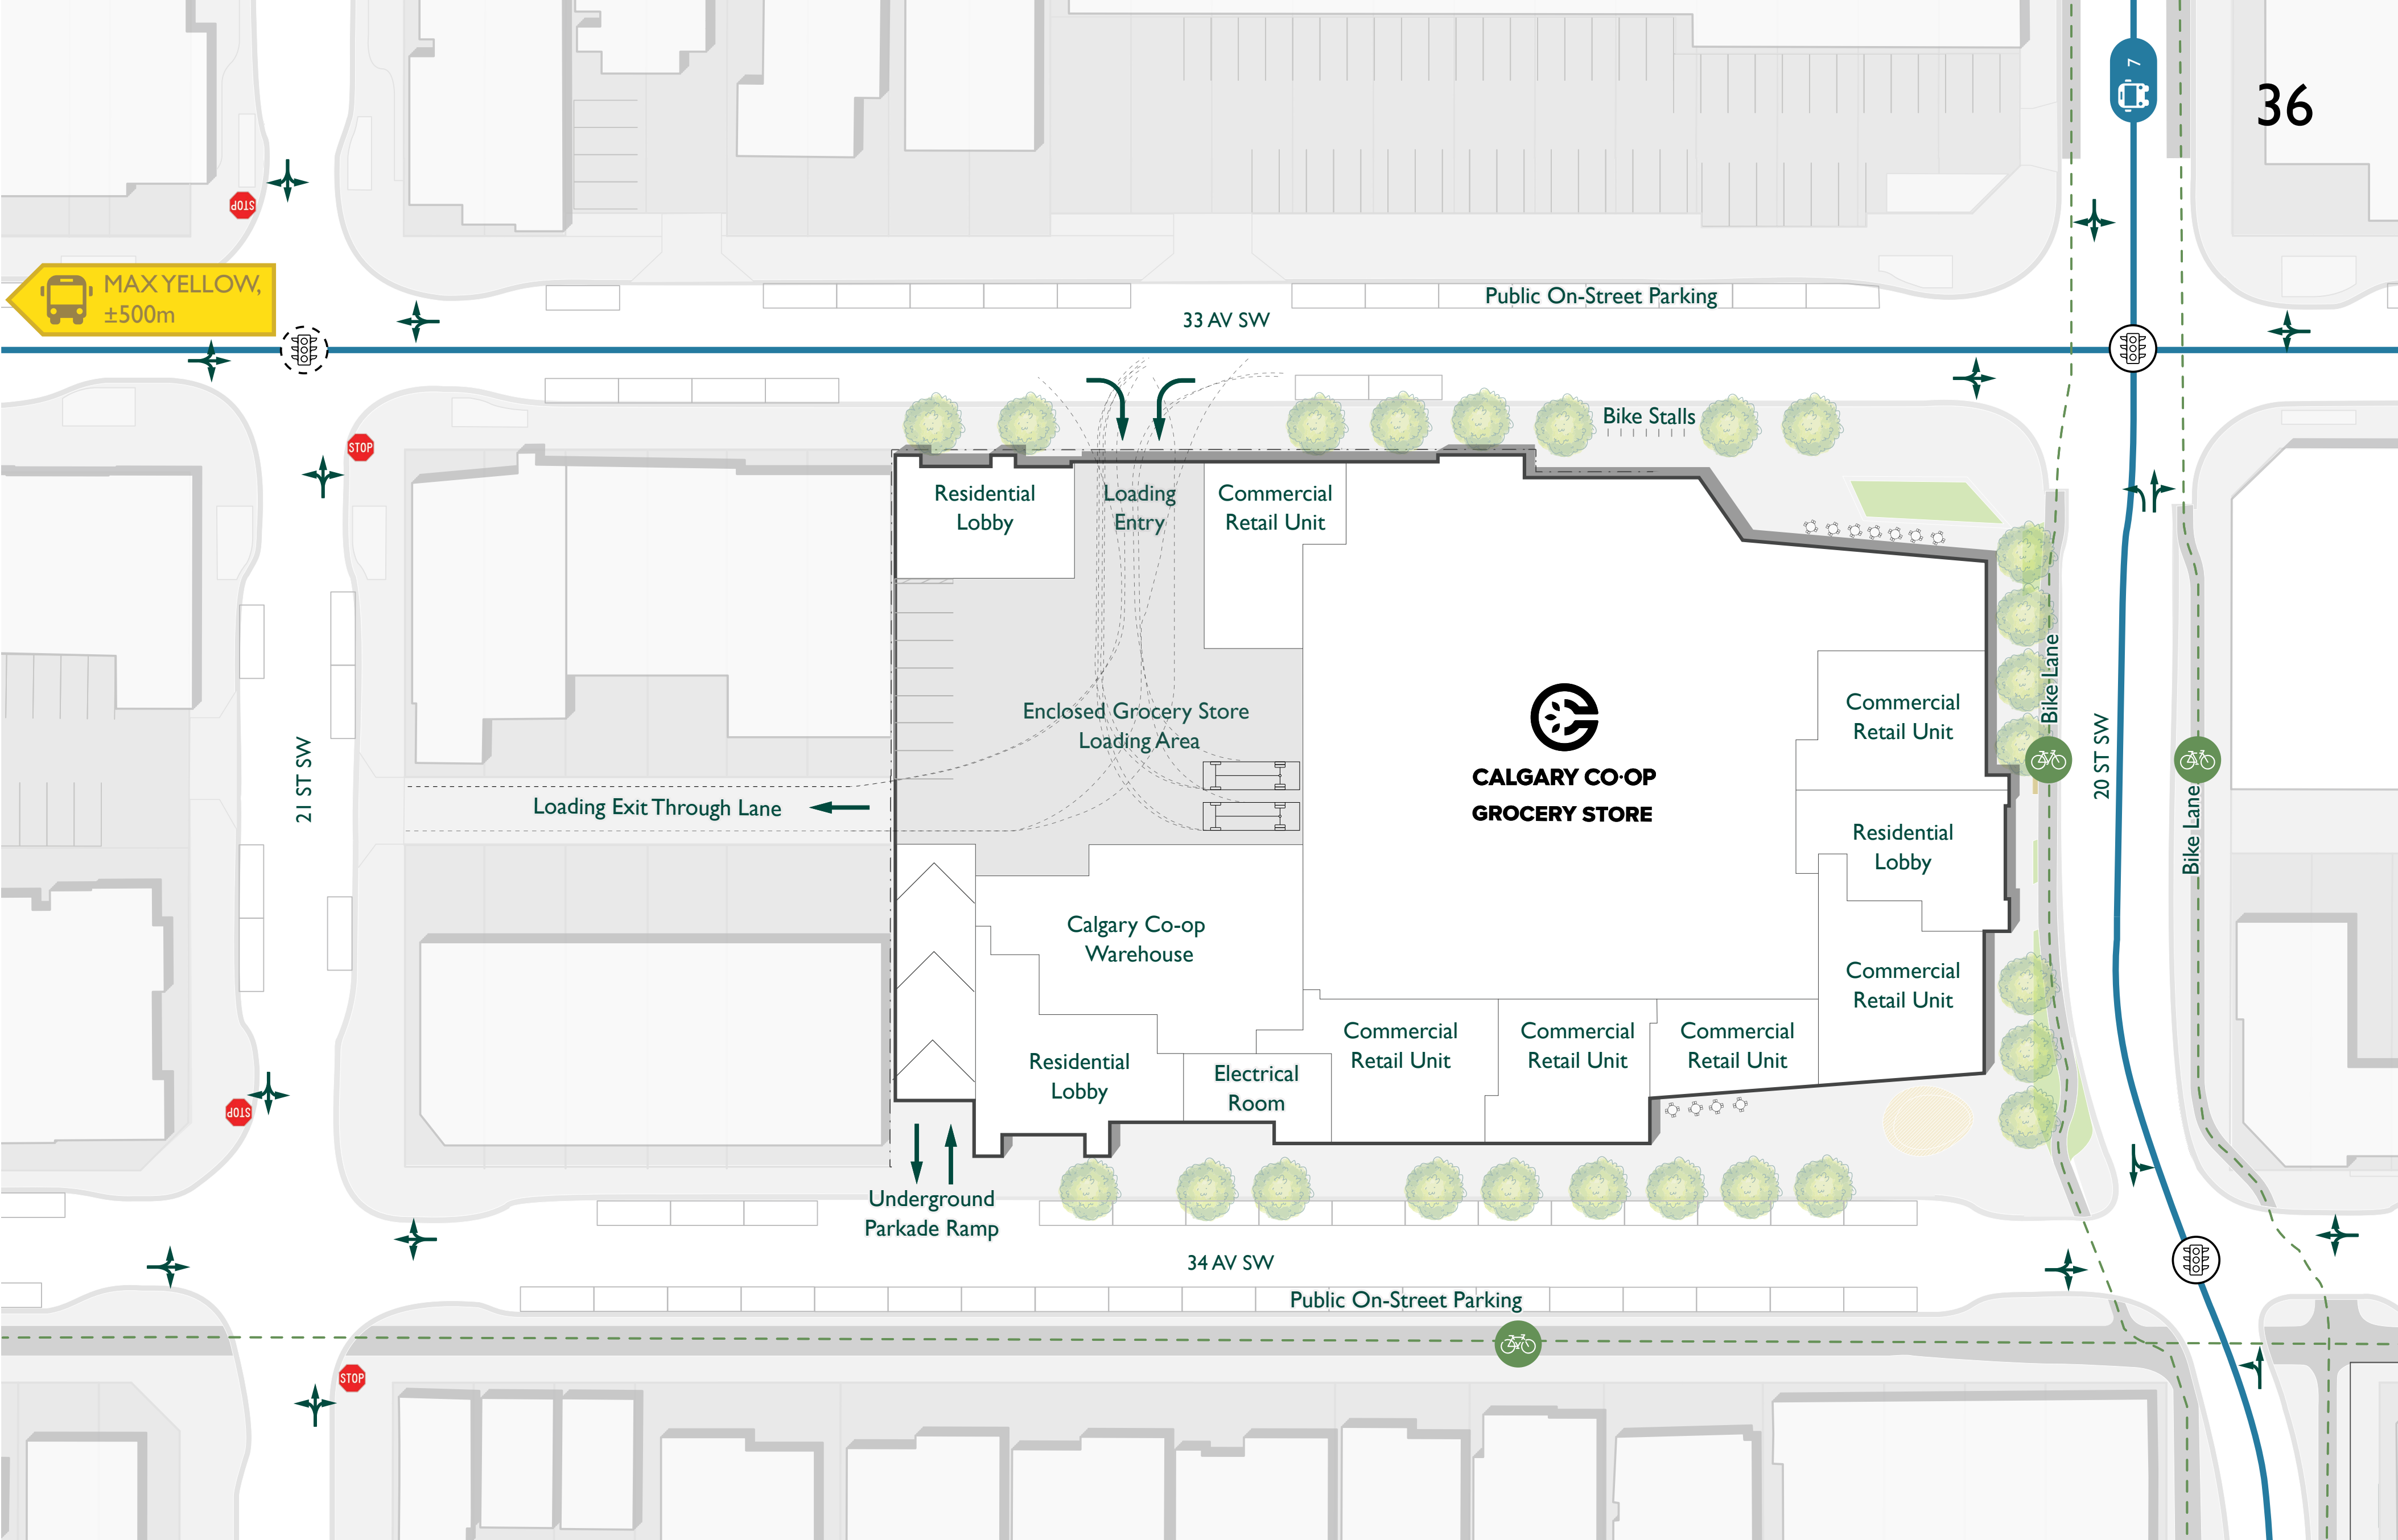 7
36
STOP
MAX YELLOW,
±500m
Public On-Street Parking
33 AV SW
Bike Stalls
STOP
Residential
Lobby
Loading
Entry
Commercial
Retail Unit
Enclosed Grocery Store
Loading Area
Commercial
Retail Unit
Bike Lane
20 ST SW
21 ST SW
CALGARY CO·OP
GROCERY STORE
Loading Exit Through Lane
Residential
Lobby
Bike Lane
Calgary Co-op
Warehouse
Commercial
Retail Unit
Commercial
Retail Unit
Commercial
Retail Unit
Commercial
Retail Unit
Residential
Lobby
Electrical
Room
STOP
Underground
Parkade Ramp
34 AV SW
Public On-Street Parking
STOP